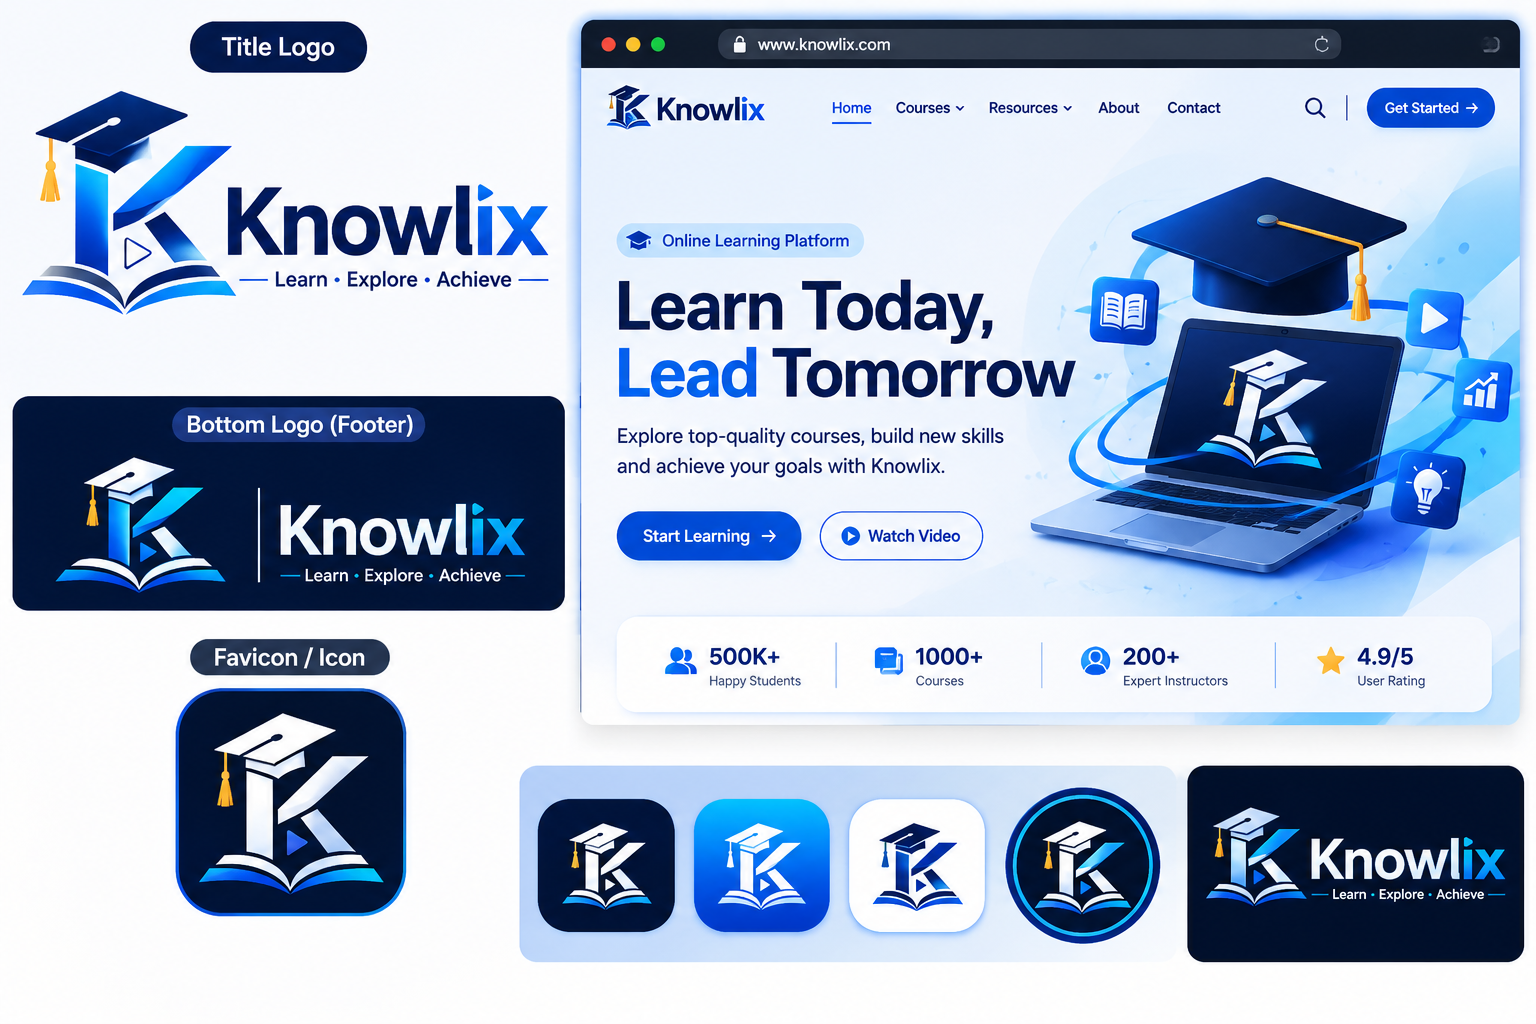 Title Logo
Knowlix
Learn • Explore • Achieve
Bottom Logo (Footer)
Knowlix
Learn • Explore • Achieve
Favicon / Icon
www.knowlix.com
Knowlix
Home
Courses
Resources
About
Contact
Get Started →
Online Learning Platform
Learn Today,
Lead Tomorrow
Explore top-quality courses, build new skills
and achieve your goals with Knowlix.
Start Learning →
Watch Video
500K+
Happy Students
1000+
Courses
200+
Expert Instructors
4.9/5
User Rating
Knowlix
Learn • Explore • Achieve